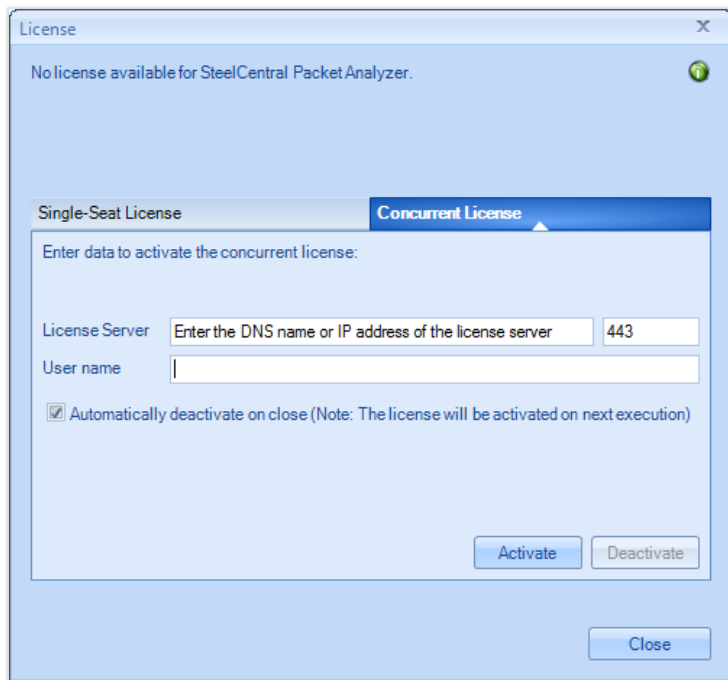 License
No license available for SteelCentral Packet Analyzer.
Single-Seat License
Concurrent License
Enter data to activate the concurrent license:
License Server Enter the DNS name or IP address of the license server 443
User name
Automatically deactivate on close (Note: The license will be activated on next execution)
Activate Deactivate
Close